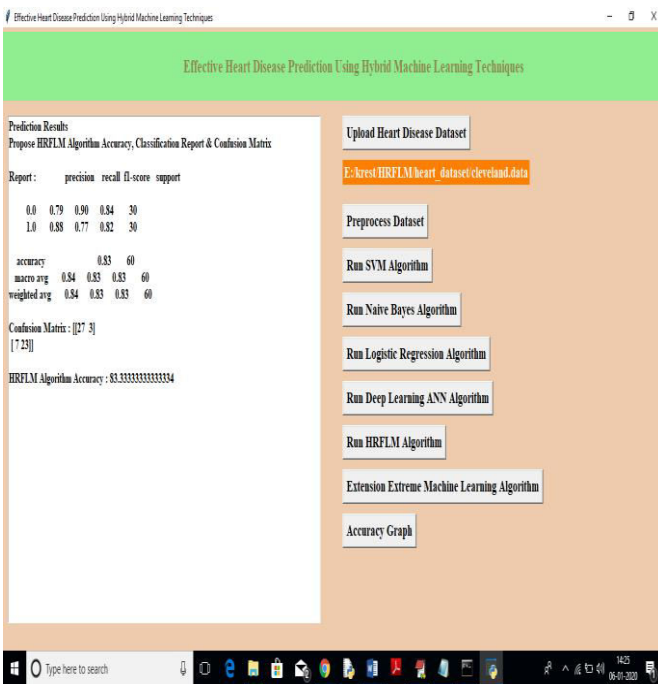 Effective Heart Disease Prediction Using Hybrid Machine Learning Techniques
Effective Heart Disease Prediction Using Hybrid Machine Learning Techniques
Prediction Results
Propose HRFLM Algorithm Accuracy, Classification Report & Confusion Matrix
Report : precision recall f1-score support
0.0 0.79 0.90 0.84 30
1.0 0.88 0.77 0.82 30
accuracy 0.83 60
macro avg 0.84 0.83 0.83 60
weighted avg 0.84 0.83 0.83 60
Confusion Matrix : [[27 3]
[ 7 23]]
HRFLM Algorithm Accuracy : 83.33333333333334
Upload Heart Disease Dataset
E:/krest/HRFLM/heart_dataset/cleveland.data
Preprocess Dataset
Run SVM Algorithm
Run Naive Bayes Algorithm
Run Logistic Regression Algorithm
Run Deep Learning ANN Algorithm
Run HRFLM Algorithm
Extension Extreme Machine Learning Algorithm
Accuracy Graph
Type here to search
14:25
06-01-2020